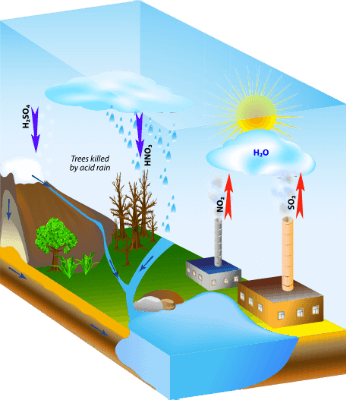 H₂SO₄
HNO₃
Trees killed
by acid rain
H₂O
NO₂
SO₂